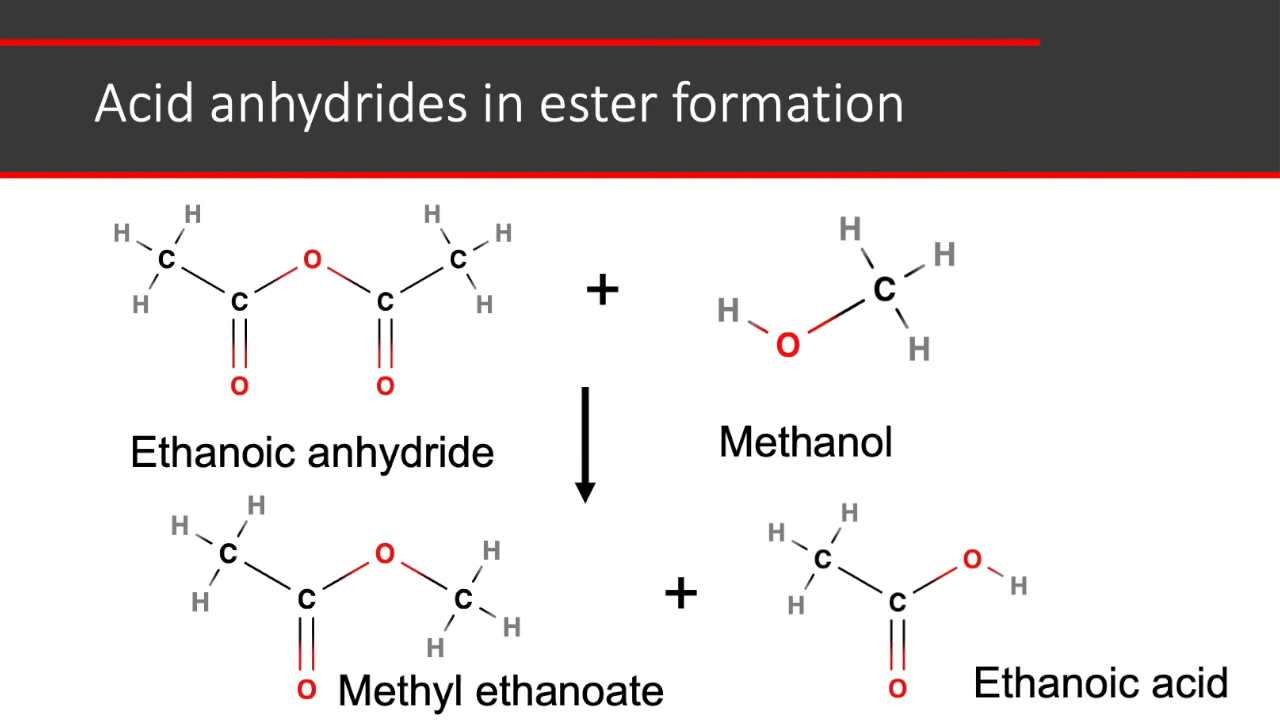 Acid anhydrides in ester formation
H H H H
C O C
H C C H
O O
+
H
H
C
H
O H
Ethanoic anhydride
Methanol
H H
C O H
H C C H
H
O
Methyl ethanoate
+
H H
C O H
H C
O
Ethanoic acid